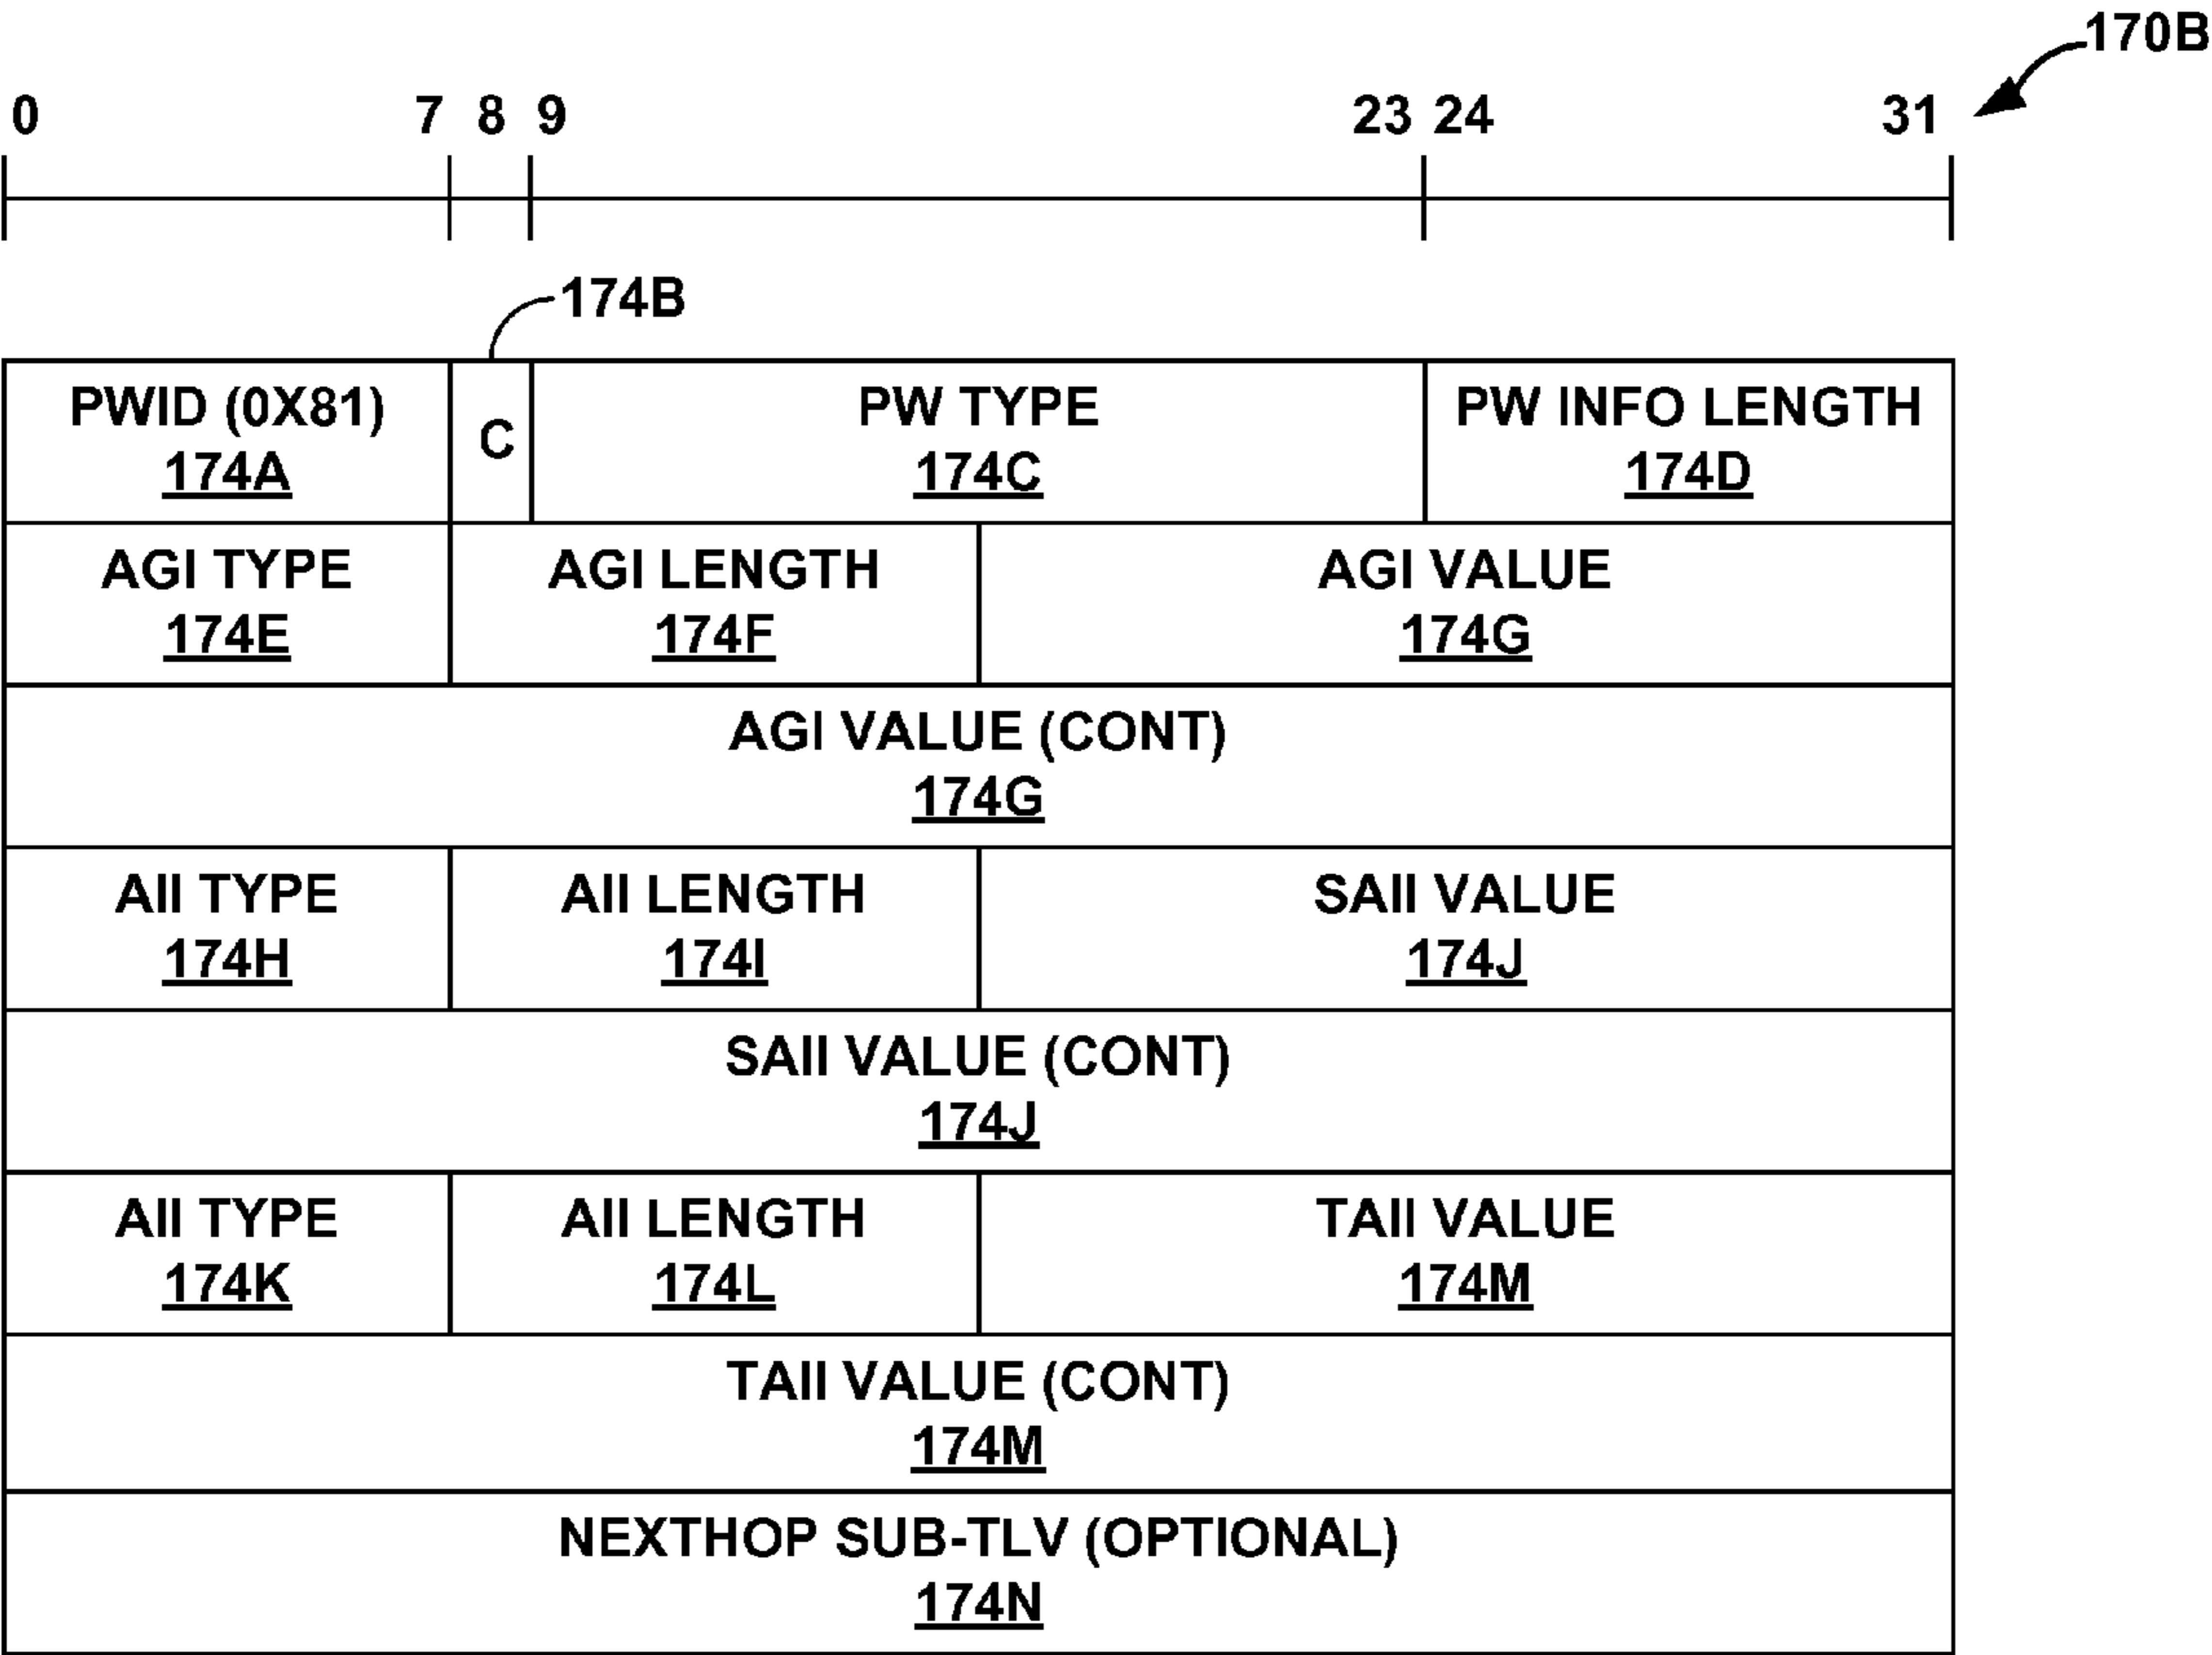 170B
0 7 8 9 23 24 31
174B
PWID (0X81) C PW TYPE PW INFO LENGTH
174A 174C 174D
AGI TYPE AGI LENGTH AGI VALUE
174E 174F 174G
AGI VALUE (CONT)
174G
AII TYPE AII LENGTH SAII VALUE
174H 174I 174J
SAII VALUE (CONT)
174J
AII TYPE AII LENGTH TAII VALUE
174K 174L 174M
TAII VALUE (CONT)
174M
NEXTHOP SUB-TLV (OPTIONAL)
174N